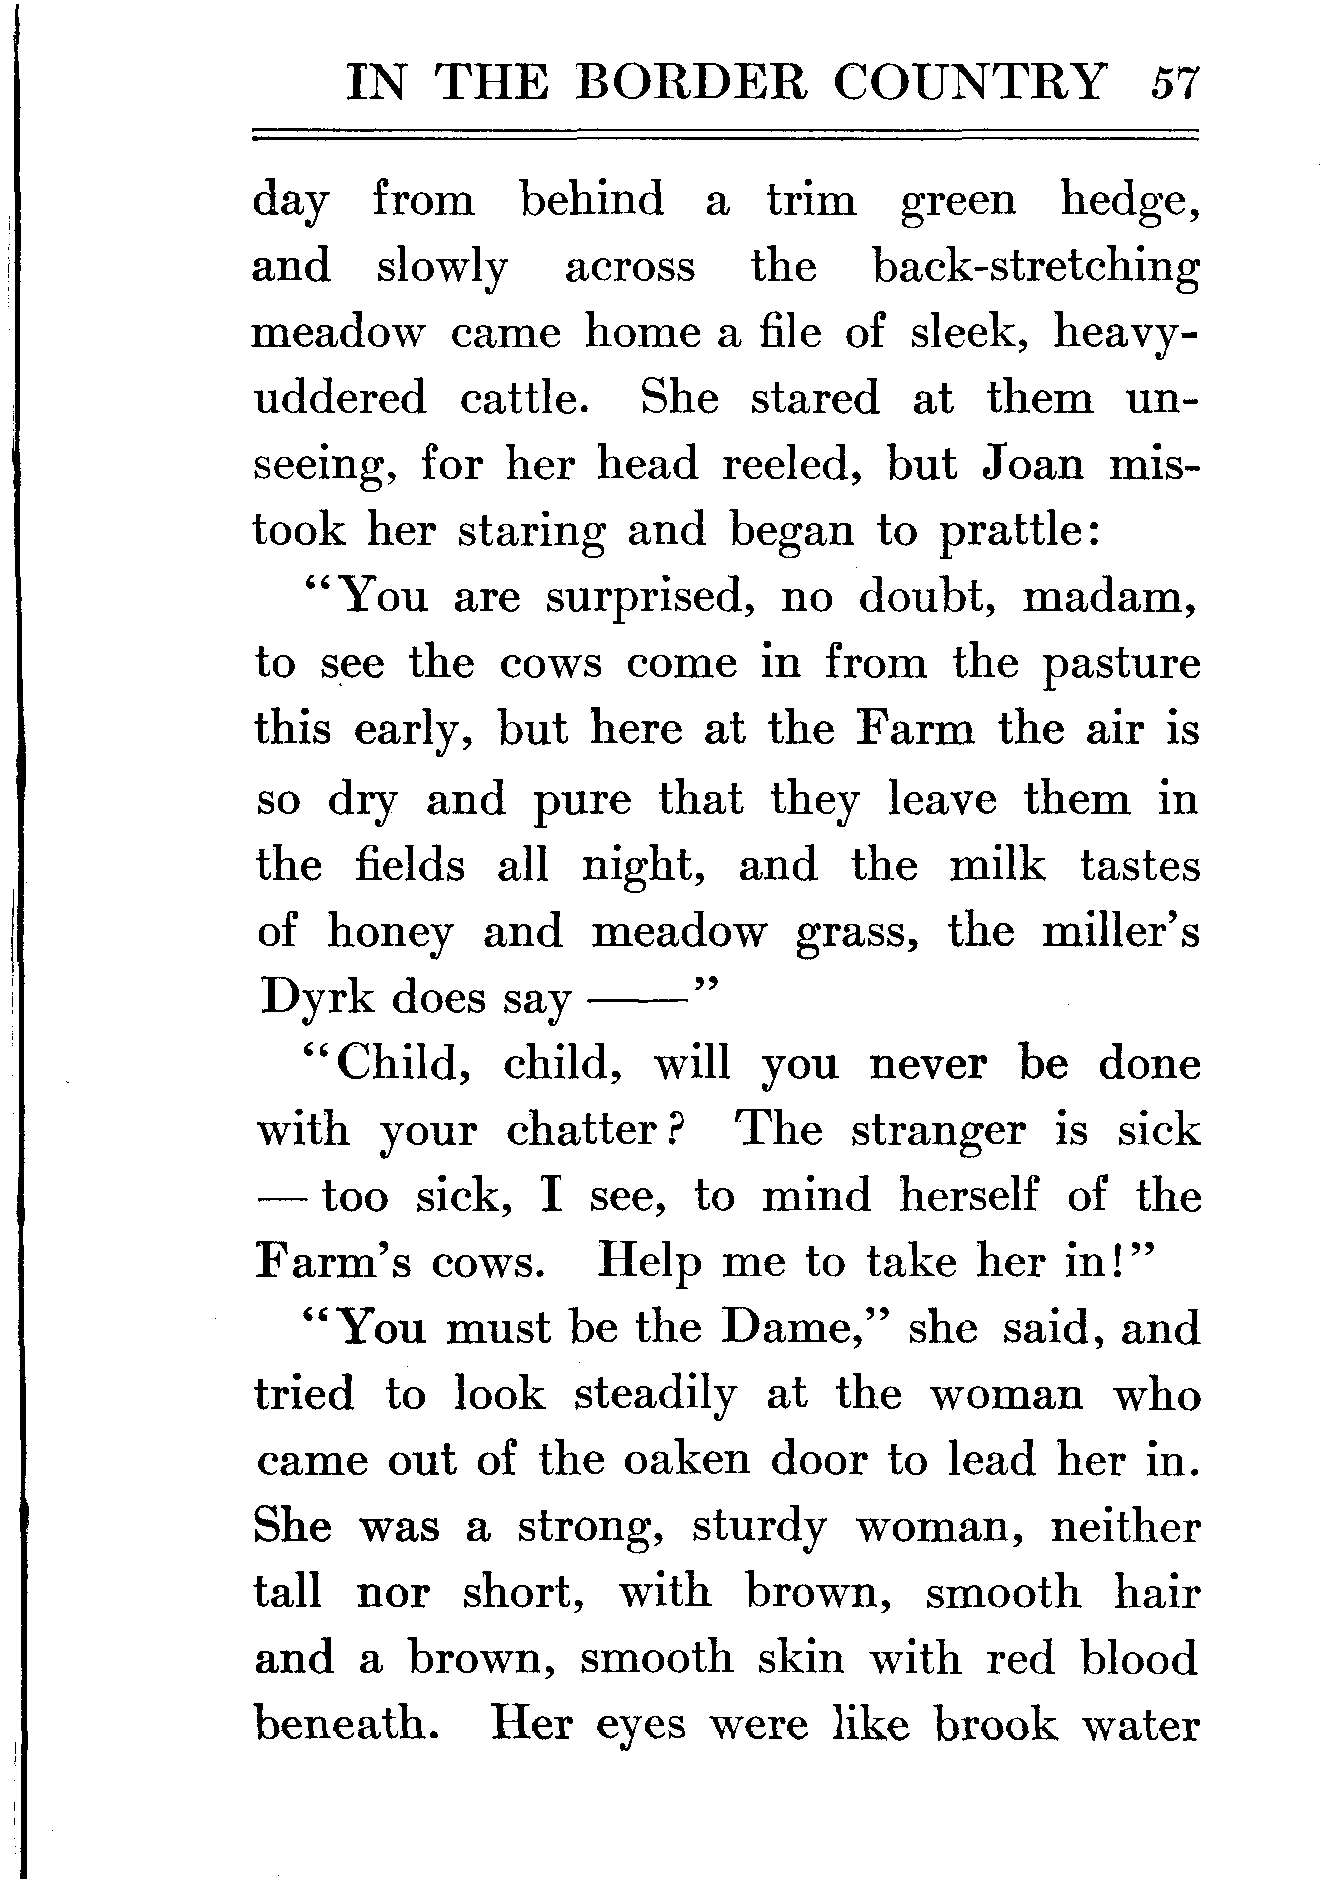 IN THE BORDER COUNTRY 57
day from behind a trim green hedge,
and slowly across the back-stretching
meadow came home a file of sleek, heavy-
uddered cattle. She stared at them un-
seeing, for her head reeled, but Joan mis-
took her staring and began to prattle:
“You are surprised, no doubt, madam,
to see the cows come in from the pasture
this early, but here at the Farm the air is
so dry and pure that they leave them in
the fields all night, and the milk tastes
of honey and meadow grass, the miller’s
Dyrk does say ——”
“Child, child, will you never be done
with your chatter? The stranger is sick
— too sick, I see, to mind herself of the
Farm’s cows. Help me to take her in!”
“You must be the Dame,” she said, and
tried to look steadily at the woman who
came out of the oaken door to lead her in.
She was a strong, sturdy woman, neither
tall nor short, with brown, smooth hair
and a brown, smooth skin with red blood
beneath. Her eyes were like brook water